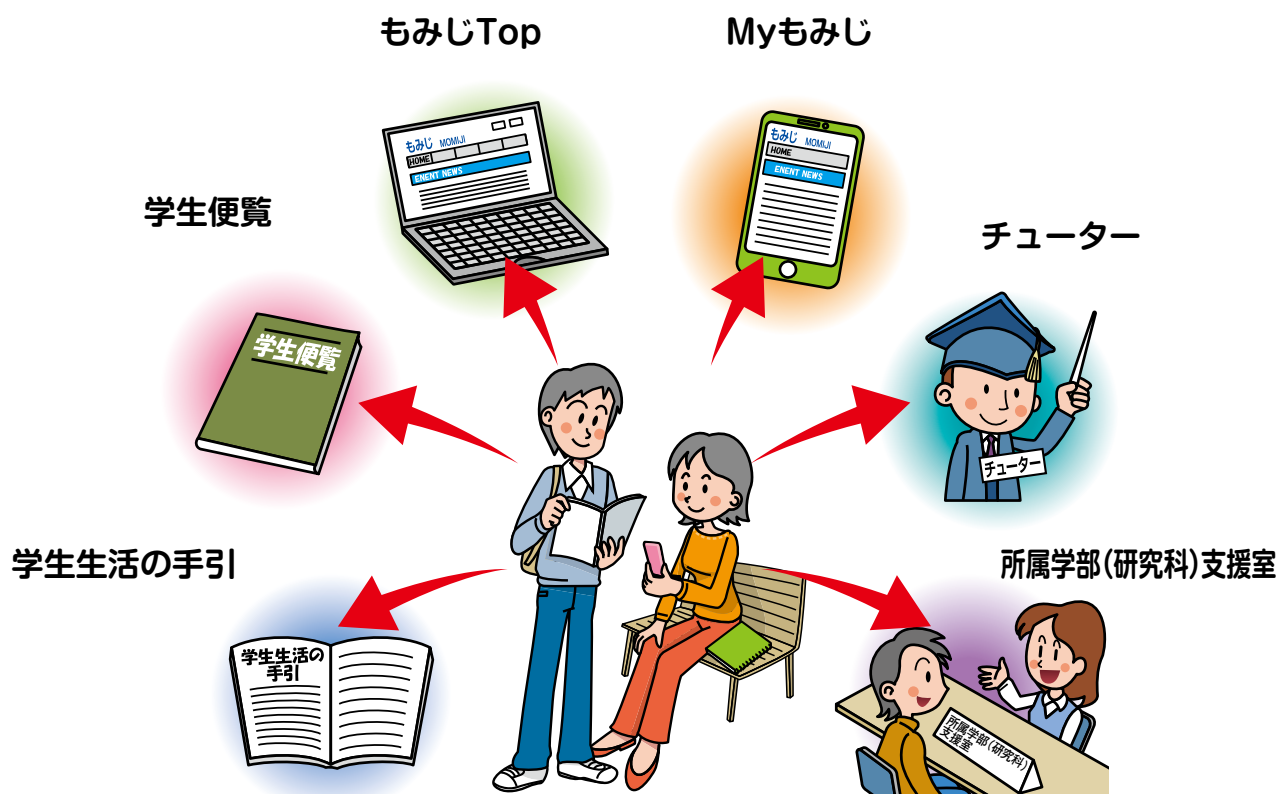 もみじTop
Myもみじ
もみじ MOMIJI
HOME
ENENT NEWS
もみじ MOMIJI
HOME
ENENT NEWS
学生便覧
チューター
学生便覧
チューター
学生生活の手引
所属学部(研究科)支援室
学生生活の
手引
所属学部(研究科)
支援室